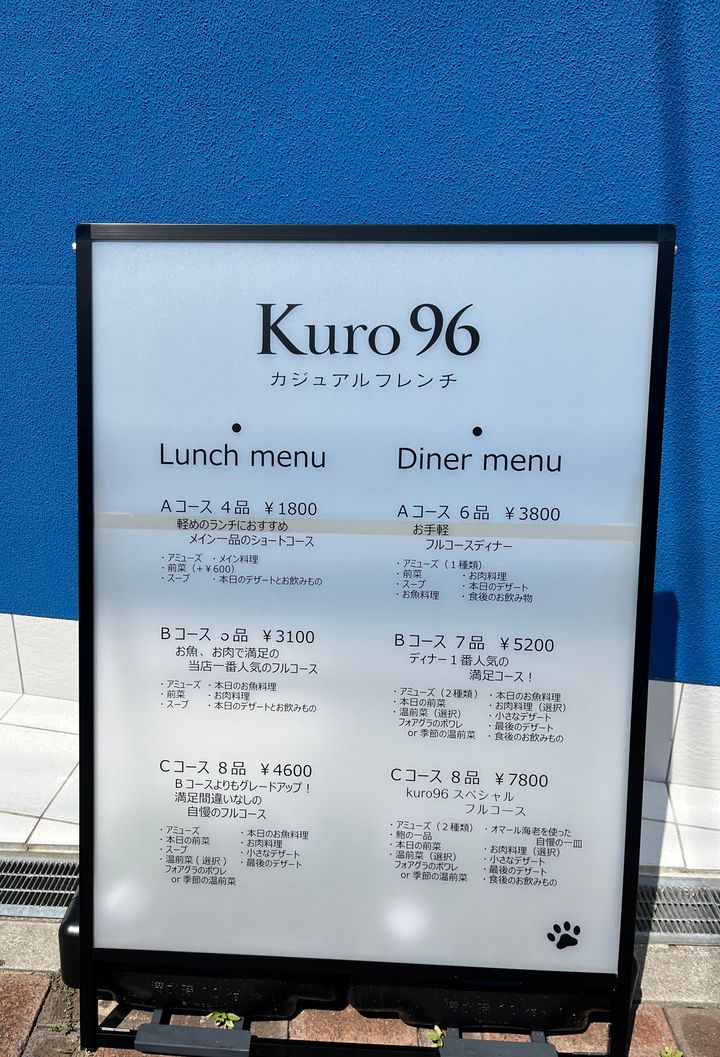 Kuro 96
カジュアルフレンチ
Lunch menu
Aコース 4品 ￥1800
軽めのランチにおすすめ
メイン一品のショートコース
・アミューズ ・メイン料理
・前菜（+￥600）
・スープ ・本日のデザートとお飲みもの
Bコース 品 ￥3100
お魚、お肉で満足の
当店一番人気のフルコース
・アミューズ ・本日のお魚料理
・前菜 ・お肉料理
・スープ ・本日のデザートとお飲みもの
Cコース 8品 ￥4600
Bコースよりもグレードアップ！
満足間違いなしの
自慢のフルコース
・アミューズ ・本日のお魚料理
・本日の前菜 ・お肉料理
・スープ ・小さなデザート
・温前菜（選択） ・最後のデザート
フォアグラのポワレ
or 季節の温前菜
Diner menu
Aコース 6品 ￥3800
お手軽
フルコースディナー
・アミューズ（1種類）
・前菜 ・お肉料理
・スープ ・本日のデザート
・お魚料理 ・食後のお飲み物
Bコース 7品 ￥5200
ディナー1番人気の
満足コース！
・アミューズ（2種類） ・本日のお魚料理
・本日の前菜 ・お肉料理（選択）
・温前菜（選択） ・小さなデザート
フォアグラのポワレ ・最後のデザート
or 季節の温前菜 ・食後のお飲みもの
Cコース 8品 ￥7800
kuro96 スペシャル
フルコース
・アミューズ（2種類） ・オマール海老を使った
・鮑の一品 自慢の一皿
・本日の前菜 ・お肉料理（選択）
・温前菜（選択） ・小さなデザート
フォアグラのポワレ ・最後のデザート
or 季節の温前菜 ・食後のお飲みもの